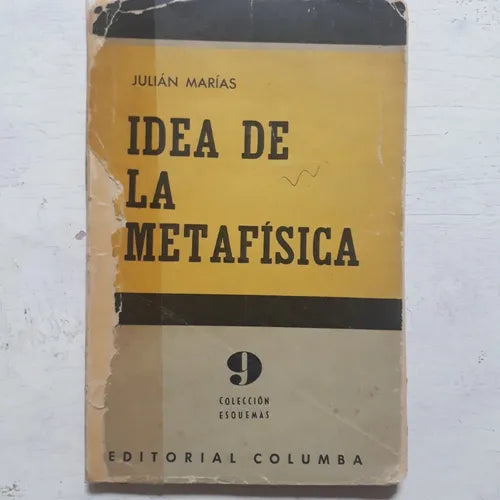 JULIÁN MARÍAS
IDEA DE
LA
METAFÍSICA
9
COLECCIÓN
ESQUEMAS
EDITORIAL COLUMBA